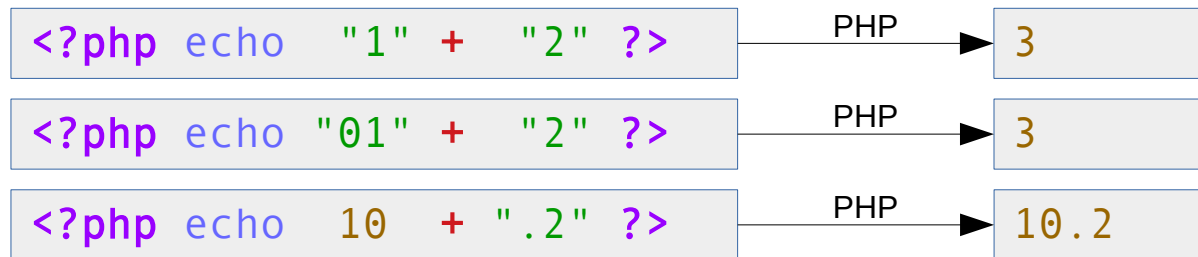 <?php echo "1" + "2" ?> PHP 3
<?php echo "01" + "2" ?> PHP 3
<?php echo 10 + ".2" ?> PHP 10.2